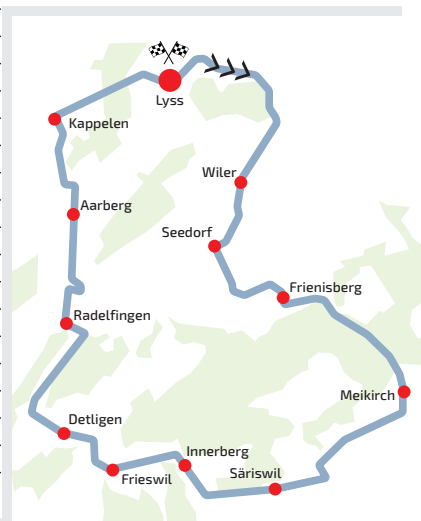 Lyss
Kappelen
Wiler
Aarberg
Seedorf
Frienisberg
Radelfingen
Meikirch
Detligen
Innerberg
Säriswil
Frieswil